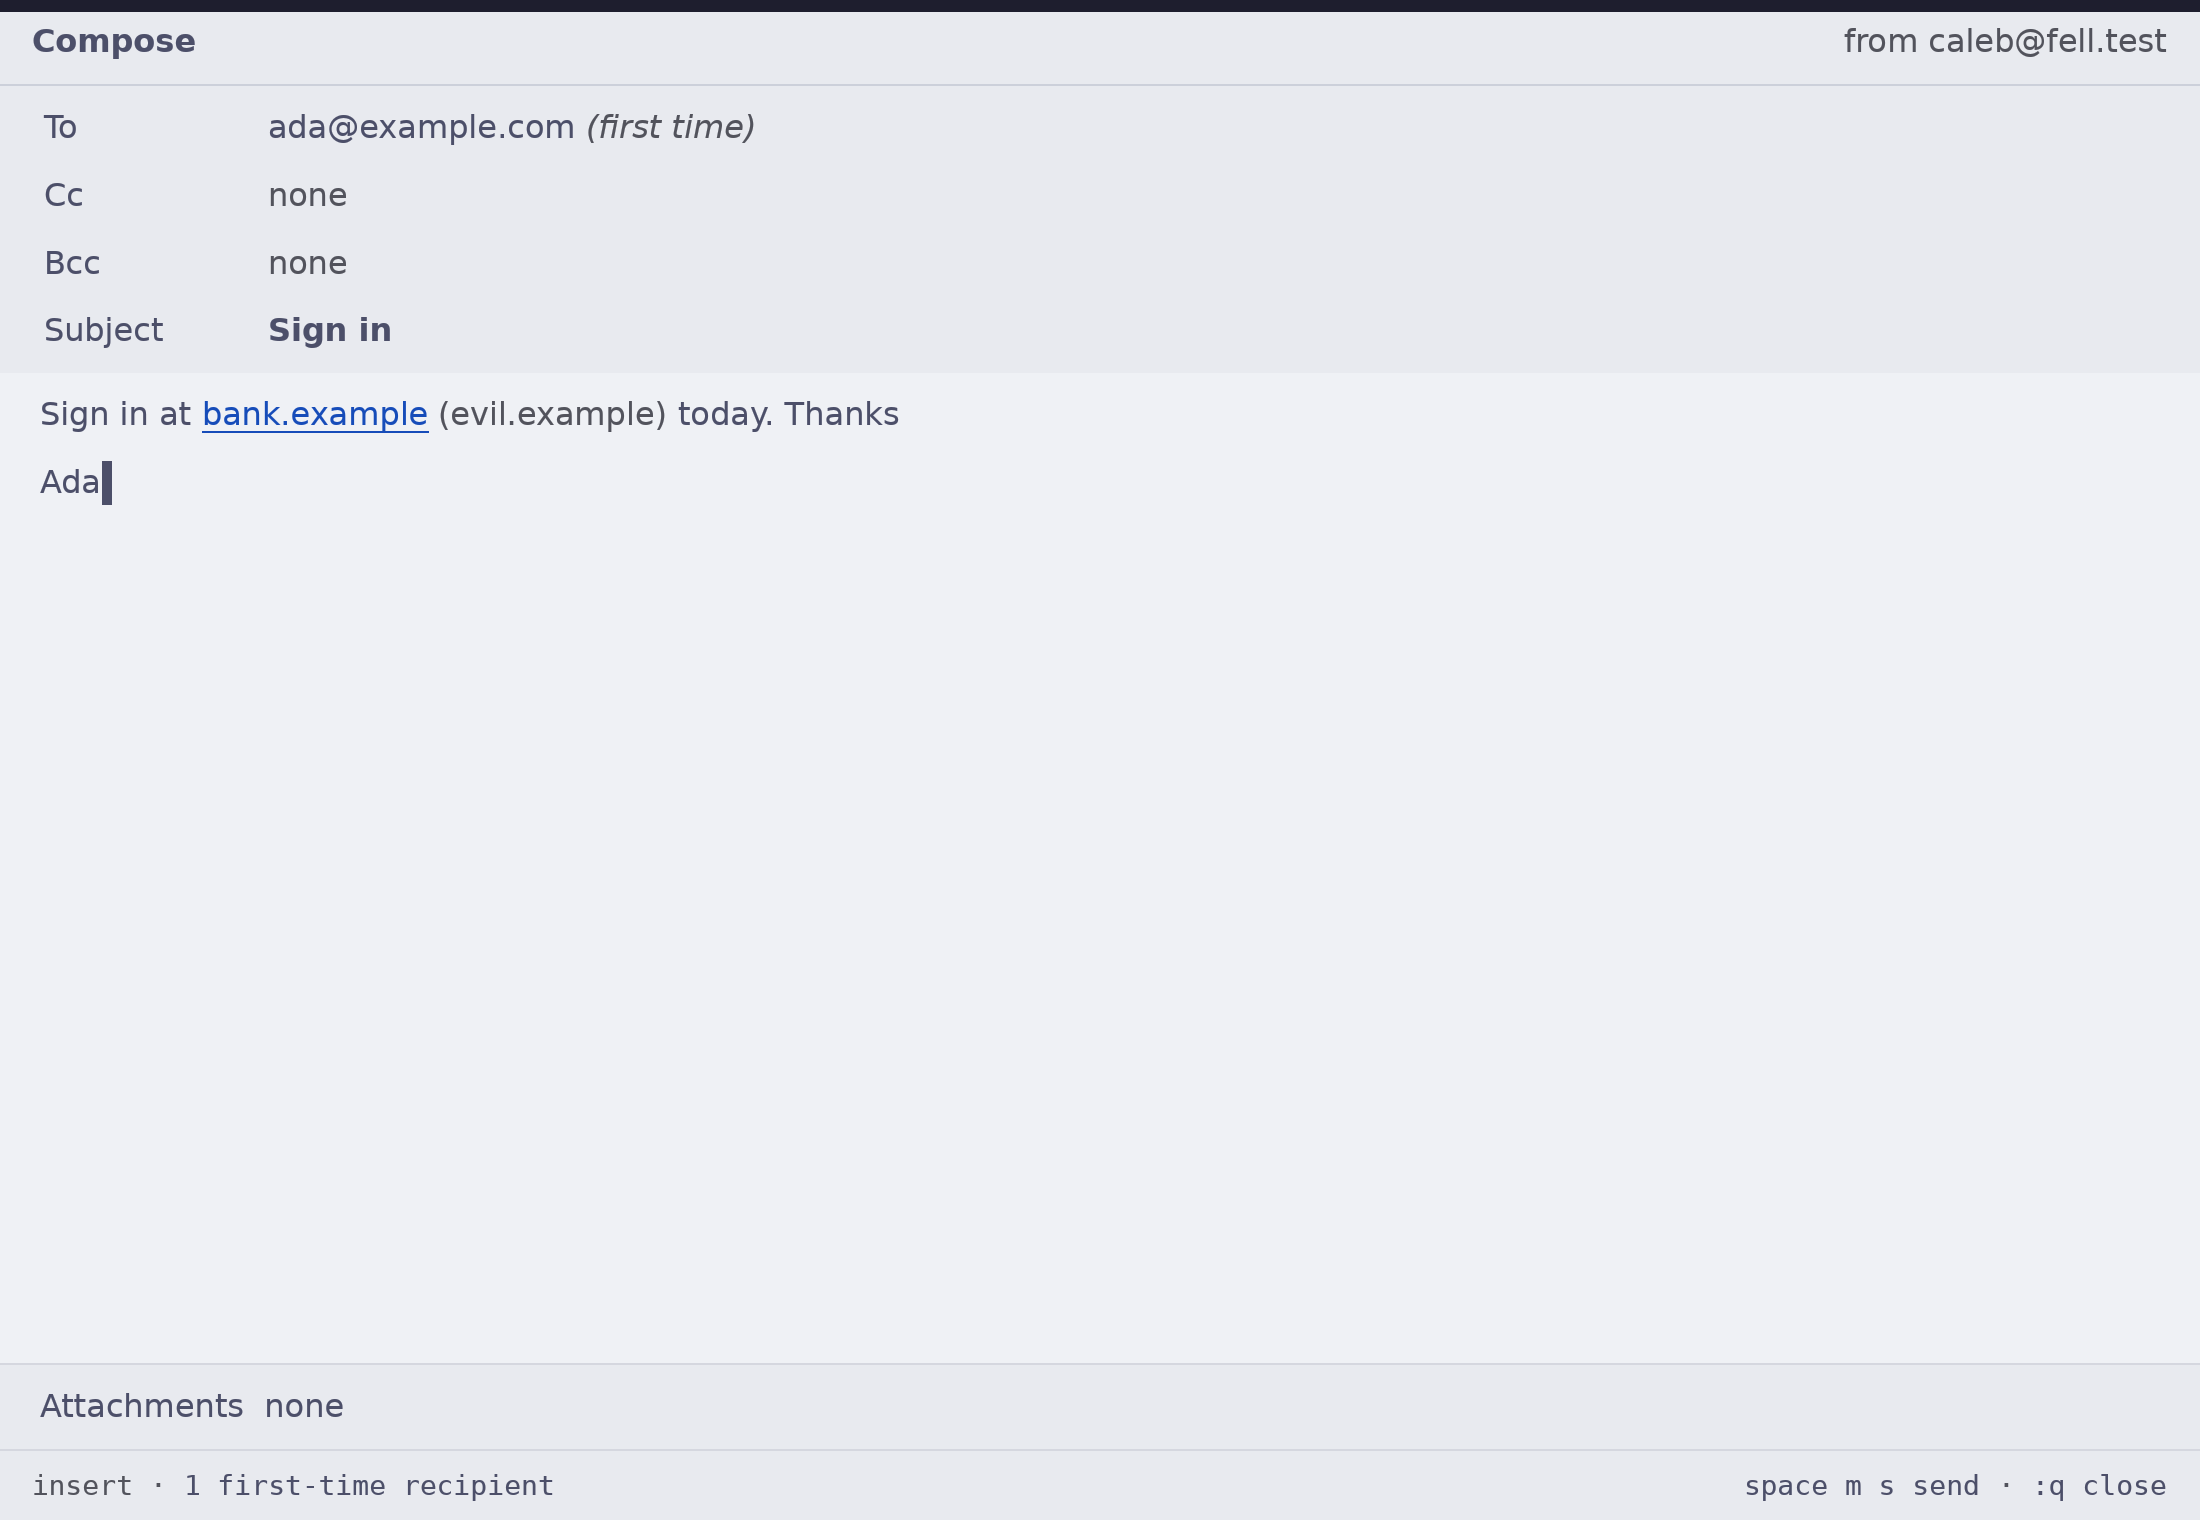 Compose
from caleb@fell.test
To ada@example.com (first time)
Cc none
Bcc none
Subject Sign in
Sign in at bank.example (evil.example) today. Thanks
Ada
Attachments none
insert · 1 first-time recipient
space m s send · :q close